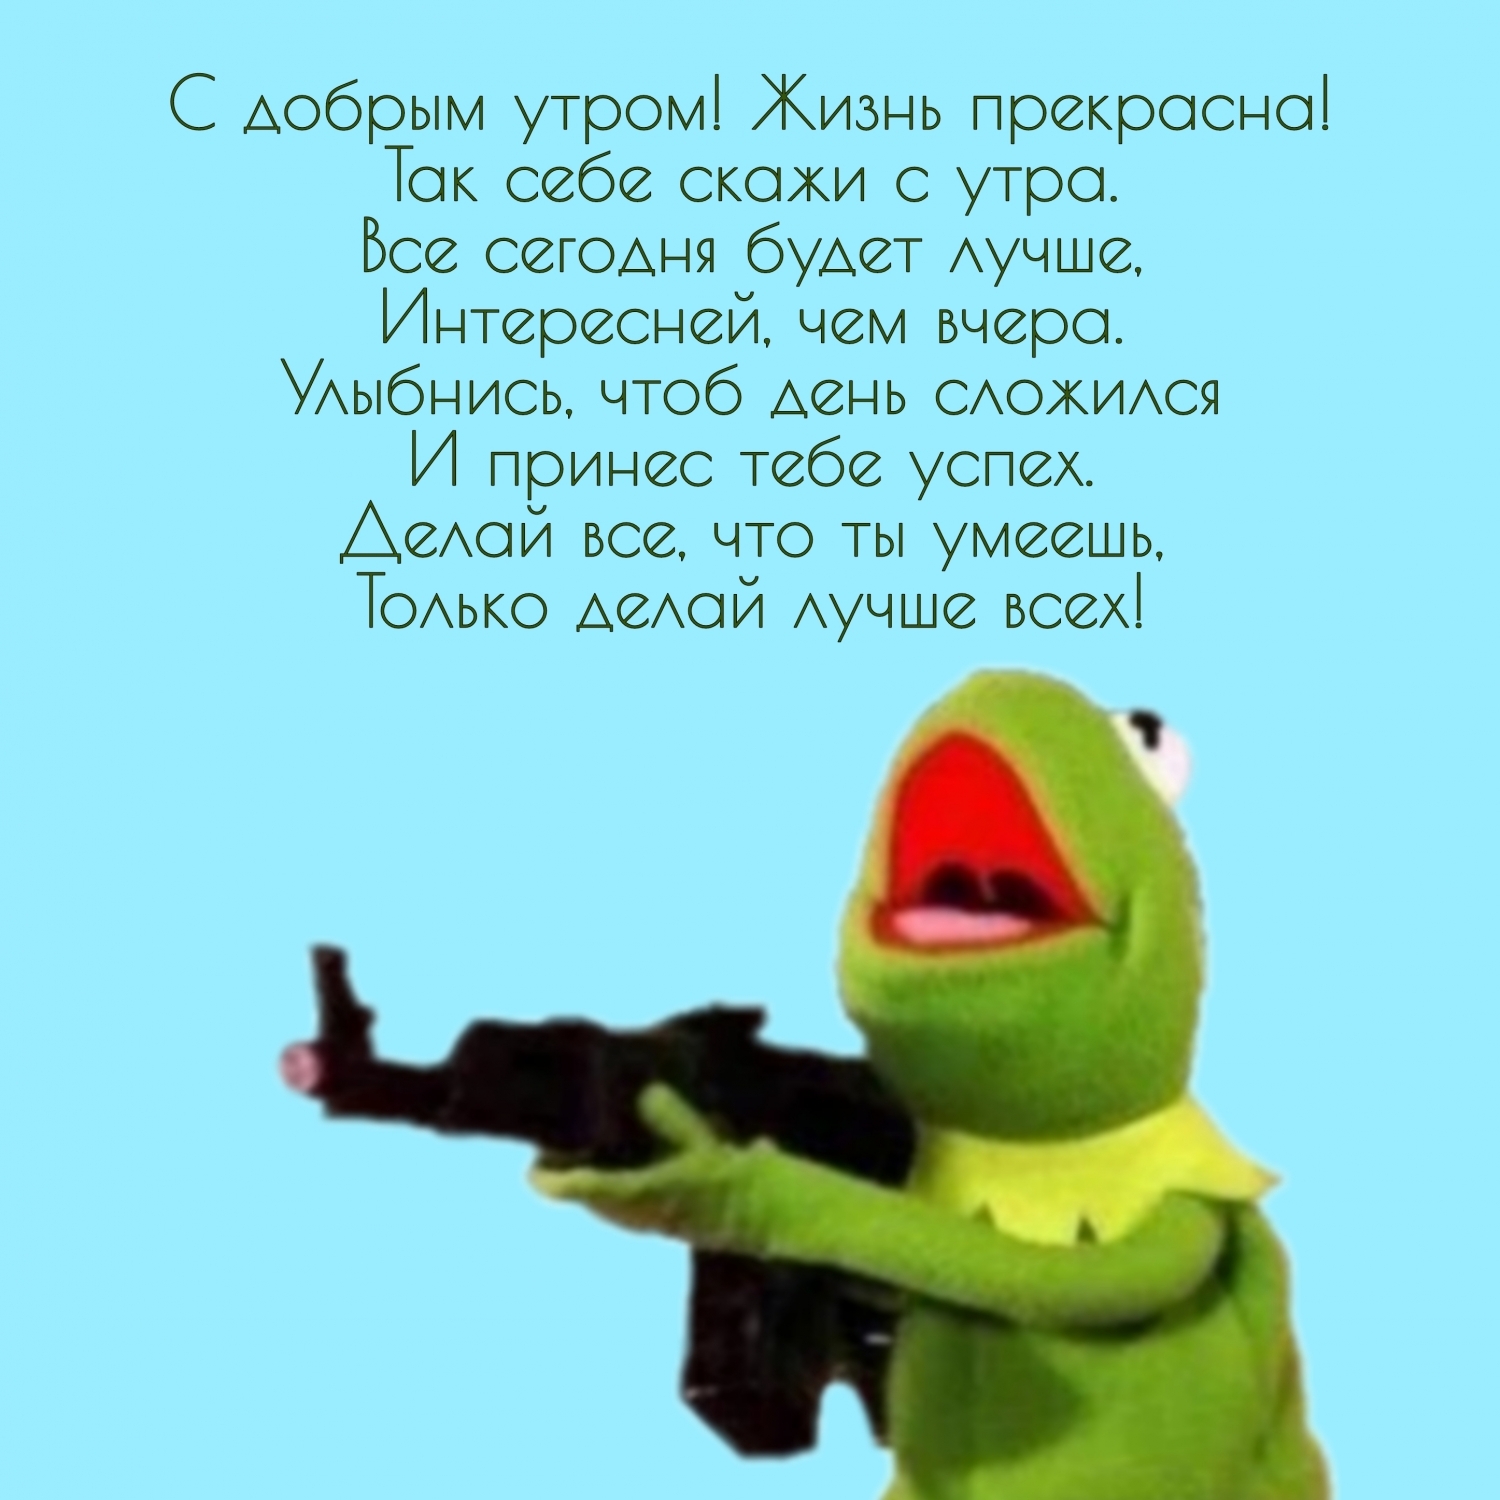 С добрым утром! Жизнь прекрасна!
Так себе скажи с утра.
Все сегодня будет лучше,
Интересней, чем вчера.
Улыбнись, чтоб день сложился
И принес тебе успех.
Делай все, что ты умеешь,
Только делай лучше всех!